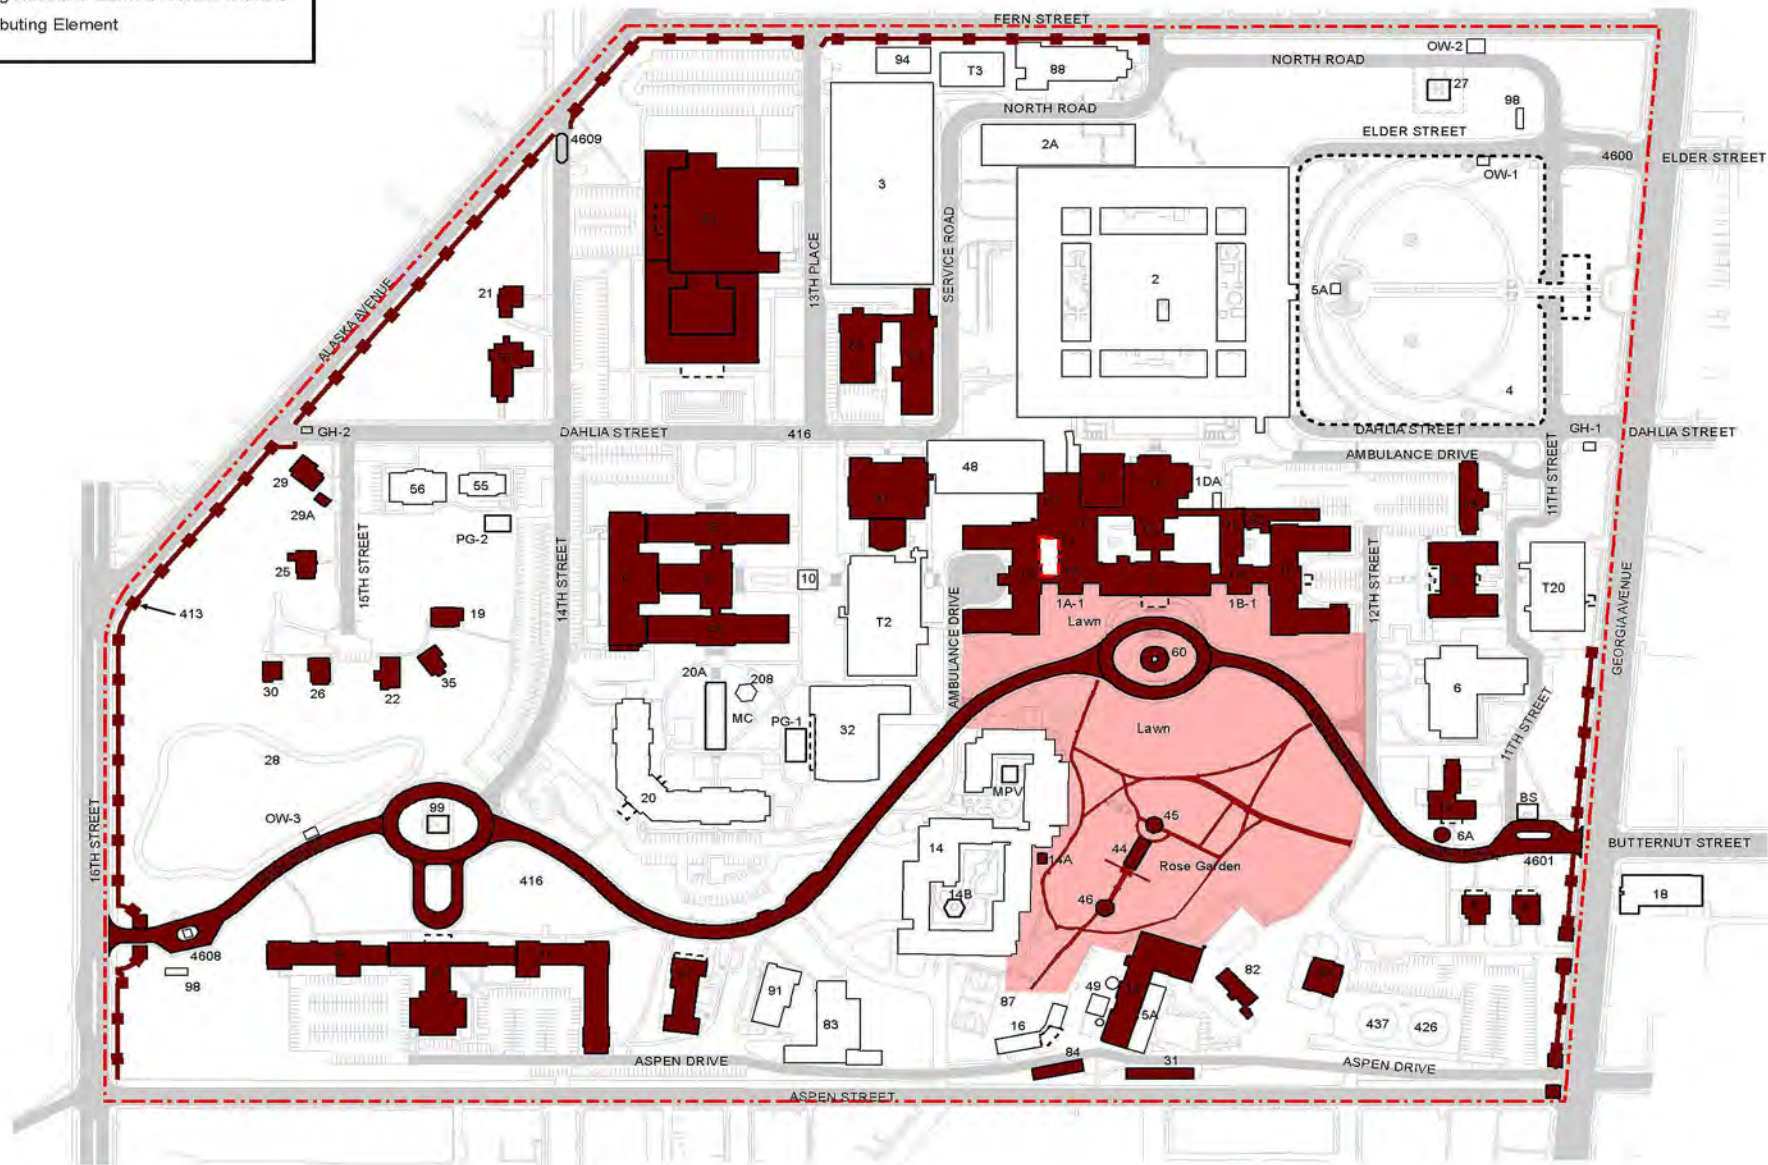 buting Element
FERN STREET
OW-2
94
T3
88
NORTH ROAD
27
98
NORTH ROAD
ELDER STREET
4609
2A
4600
ELDER STREET
OW-1
3
13TH PLACE
SERVICE ROAD
2
5A
21
ALASKA AVENUE
4
GH-2
DAHLIA STREET
416
DAHLIA STREET
GH-1
DAHLIA STREET
AMBULANCE DRIVE
11TH STREET
48
1DA
29
56
55
29A
PG-2
15TH STREET
14TH STREET
25
10
12TH STREET
T20
GEORGIA AVENUE
413
19
T2
AMBULANCE DRIVE
1A-1
1B-1
Lawn
60
30
26
22
35
20A
208
MC
PG-1
32
6
11TH STREET
Lawn
28
MPV
20
OW-3
99
45
BS
6A
16TH STREET
14
44
14A
Rose Garden
4601
BUTTERNUT STREET
416
14B
46
18
4608
98
91
83
87
49
16
5A
82
437
426
84
31
ASPEN DRIVE
ASPEN DRIVE
ASPEN STREET